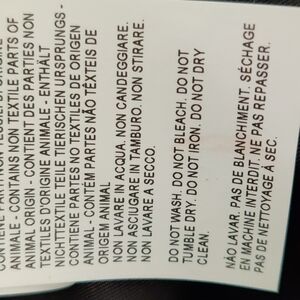 CONTIENE PARTI NON TESSILI DI ORIGINE
ANIMALE - CONTAINS NON TEXTILE PARTS OF
ANIMAL ORIGIN - CONTIENT DES PARTIES NON
TEXTILES D'ORIGINE ANIMALE - ENTHÄLT
NICHTTEXTILE TEILE TIERISCHEN URSPRUNGS -
CONTIENE PARTES NO TEXTILES DE ORIGEN
ANIMAL - CONTÉM PARTES NÃO TÊXTEIS DE
ORIGEM ANIMAL
NON LAVARE IN ACQUA. NON CANDEGGIARE.
NON ASCIUGARE IN TAMBURO. NON STIRARE.
NON LAVARE A SECCO.
DO NOT WASH. DO NOT BLEACH. DO NOT
TUMBLE DRY. DO NOT IRON. DO NOT DRY
CLEAN.
NÃO LAVAR. PAS DE BLANCHIMENT. SÉCHAGE
EN MACHINE INTERDIT. NE PAS REPASSER.
PAS DE NETTOYAGE À SEC.